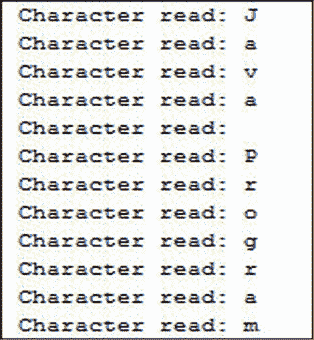 Character read: J
Character read: a
Character read: v
Character read: a
Character read:
Character read: P
Character read: r
Character read: o
Character read: g
Character read: r
Character read: a
Character read: m